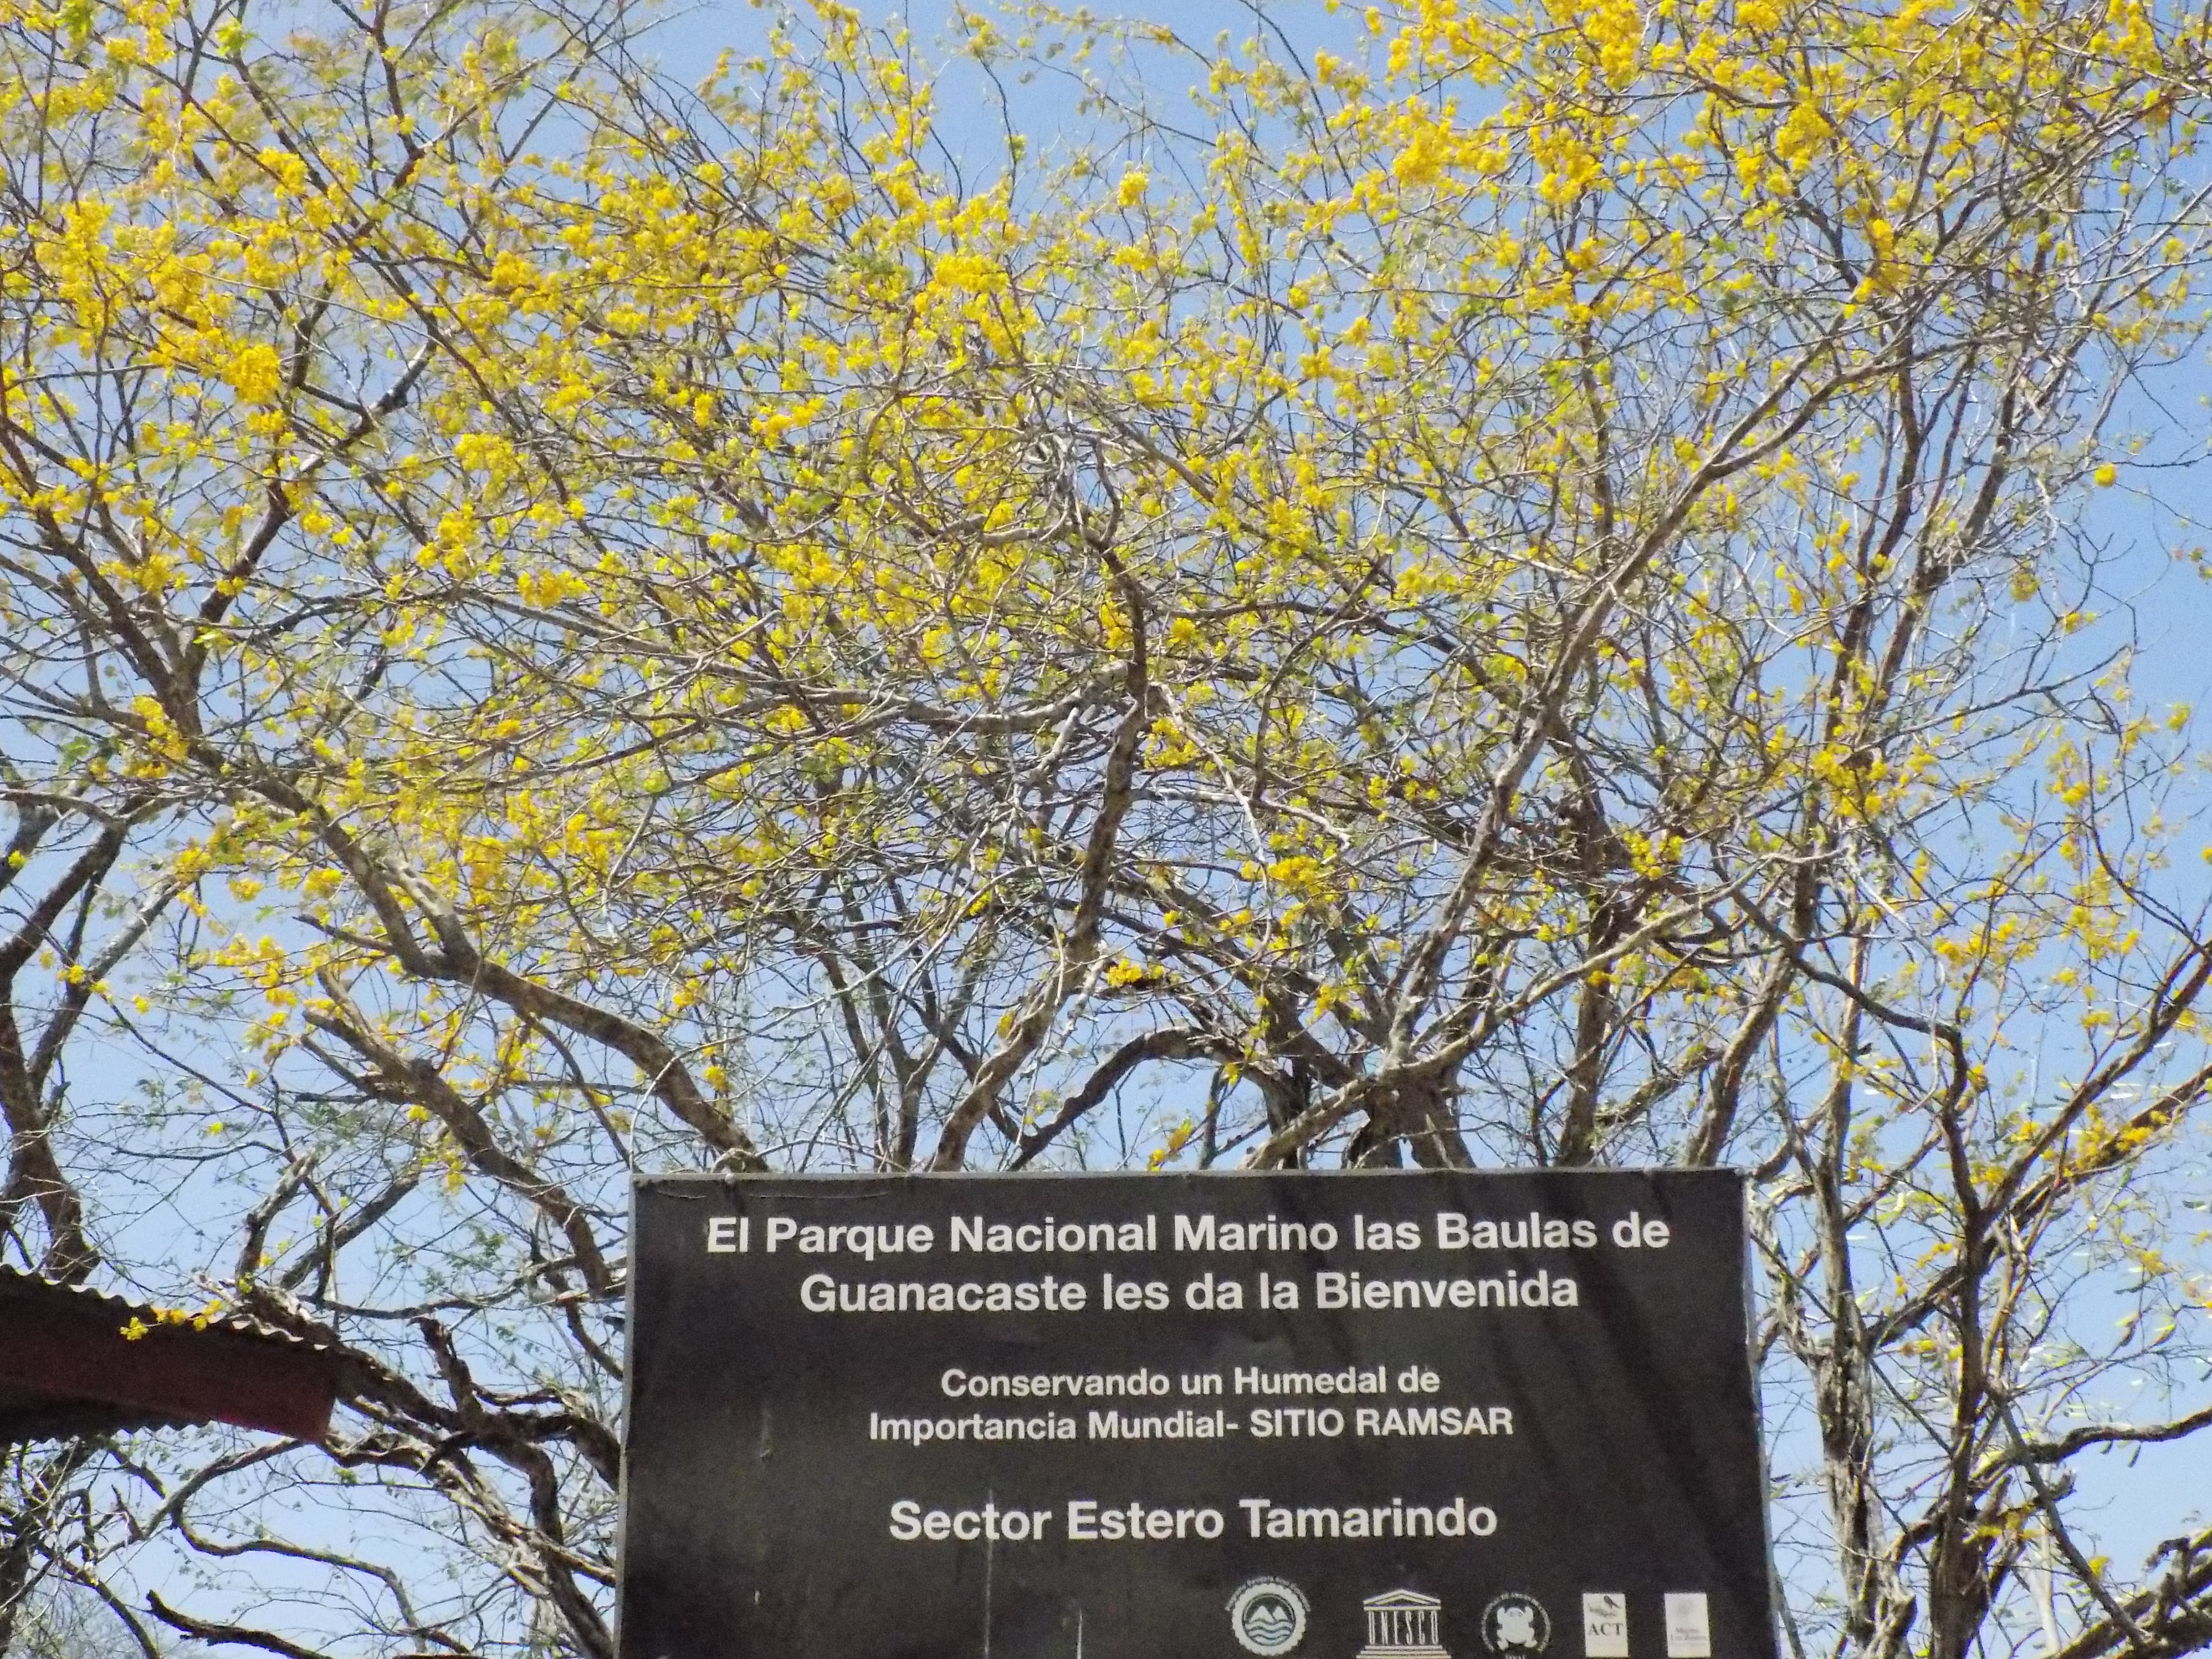 El Parque Nacional Marino las Baulas de
Guanacaste les da la Bienvenida
Conservando un Humedal de
Importancia Mundial- SITIO RAMSAR
Sector Estero Tamarindo
UNESCO
ACT